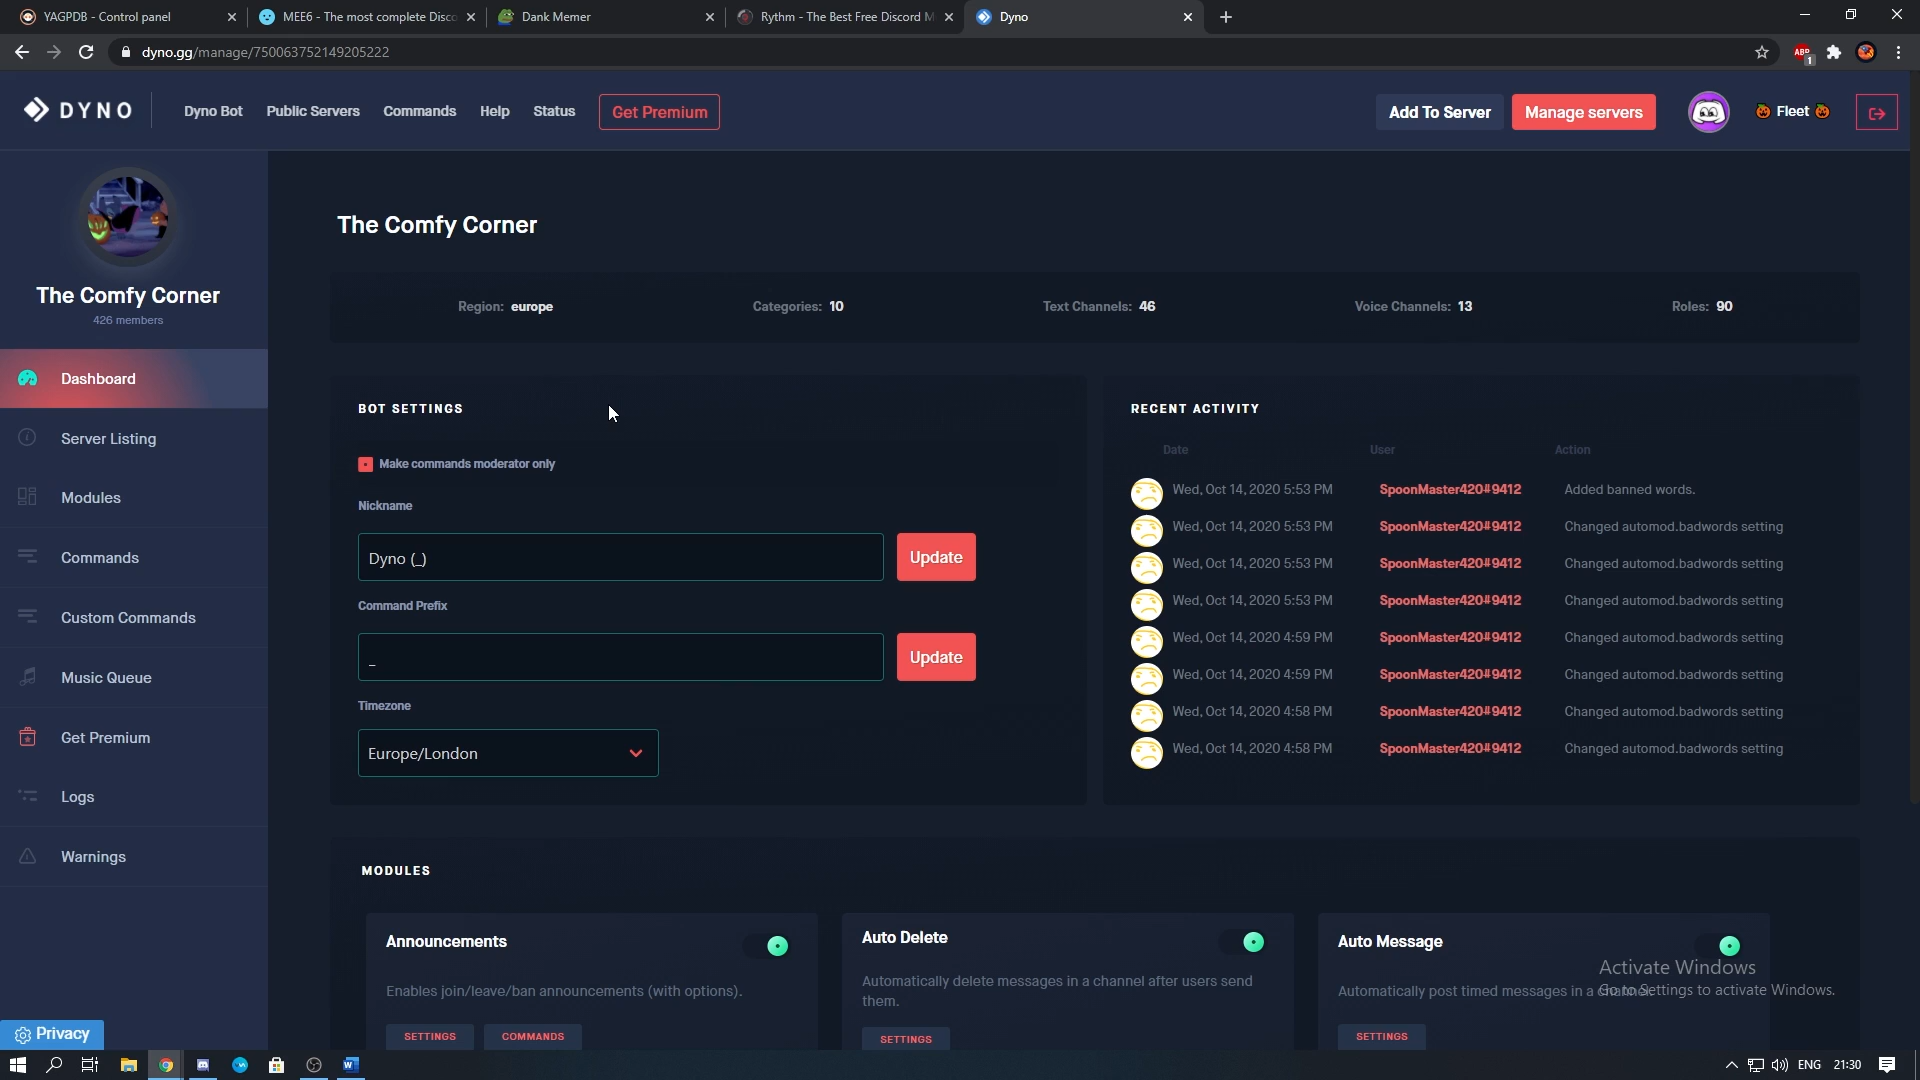 YAGPDB - Control panel
MEE6 - The most complete Disco
Dank Memer
Rythm - The Best Free Discord M
Dyno
dyno.gg/manage/750063752149205222
ABP
1
DYNO
Dyno Bot
Public Servers
Commands
Help
Status
Get Premium
Add To Server
Manage servers
Fleet
The Comfy Corner
426 members
Dashboard
Server Listing
Modules
Commands
Custom Commands
Music Queue
Get Premium
Logs
Warnings
Privacy
The Comfy Corner
Region: europe
Categories: 10
Text Channels: 46
Voice Channels: 13
Roles: 90
BOT SETTINGS
Make commands moderator only
Nickname
Dyno (_)
Update
Command Prefix
_
Update
Timezone
Europe/London
RECENT ACTIVITY
Date User Action
Wed, Oct 14, 2020 5:53 PM SpoonMaster420#9412 Added banned words.
Wed, Oct 14, 2020 5:53 PM SpoonMaster420#9412 Changed automod.badwords setting
Wed, Oct 14, 2020 5:53 PM SpoonMaster420#9412 Changed automod.badwords setting
Wed, Oct 14, 2020 5:53 PM SpoonMaster420#9412 Changed automod.badwords setting
Wed, Oct 14, 2020 4:59 PM SpoonMaster420#9412 Changed automod.badwords setting
Wed, Oct 14, 2020 4:59 PM SpoonMaster420#9412 Changed automod.badwords setting
Wed, Oct 14, 2020 4:58 PM SpoonMaster420#9412 Changed automod.badwords setting
Wed, Oct 14, 2020 4:58 PM SpoonMaster420#9412 Changed automod.badwords setting
MODULES
Announcements
Enables join/leave/ban announcements (with options).
SETTINGS
COMMANDS
Auto Delete
Automatically delete messages in a channel after users send
them.
SETTINGS
Auto Message
Automatically post timed messages in a channel.
SETTINGS
Activate Windows
Go to Settings to activate Windows.
W
ENG
21:30